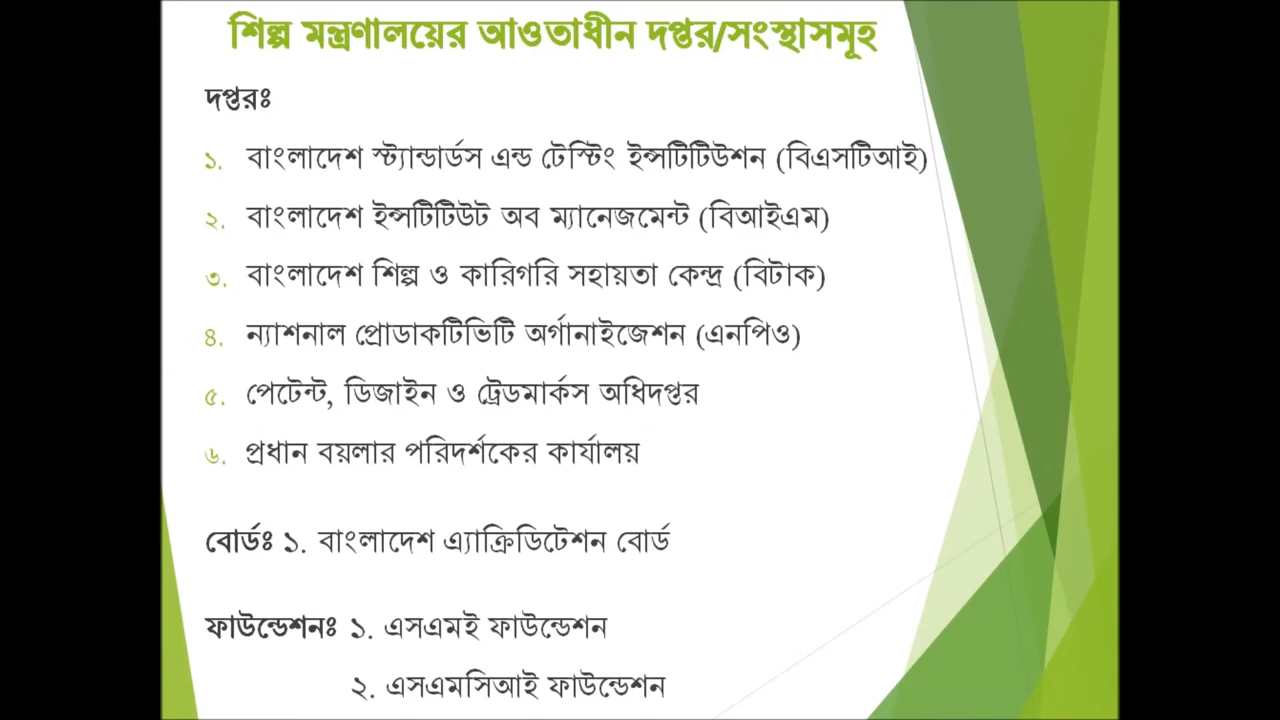 শিল্প মন্ত্রণালয়ের আওতাধীন দপ্তর/সংস্থাসমূহ
দপ্তরঃ
১. বাংলাদেশ স্ট্যান্ডার্ডস এন্ড টেস্টিং ইন্সটিটিউশন (বিএসটিআই)
২. বাংলাদেশ ইন্সটিটিউট অব ম্যানেজমেন্ট (বিআইএম)
৩. বাংলাদেশ শিল্প ও কারিগরি সহায়তা কেন্দ্র (বিটাক)
৪. ন্যাশনাল প্রোডাকটিভিটি অর্গানাইজেশন (এনপিও)
৫. পেটেন্ট, ডিজাইন ও ট্রেডমার্কস অধিদপ্তর
৬. প্রধান বয়লার পরিদর্শকের কার্যালয়
বোর্ডঃ ১. বাংলাদেশ এ্যাক্রিডিটেশন বোর্ড
ফাউন্ডেশনঃ ১. এসএমই ফাউন্ডেশন
২. এসএমসিআই ফাউন্ডেশন